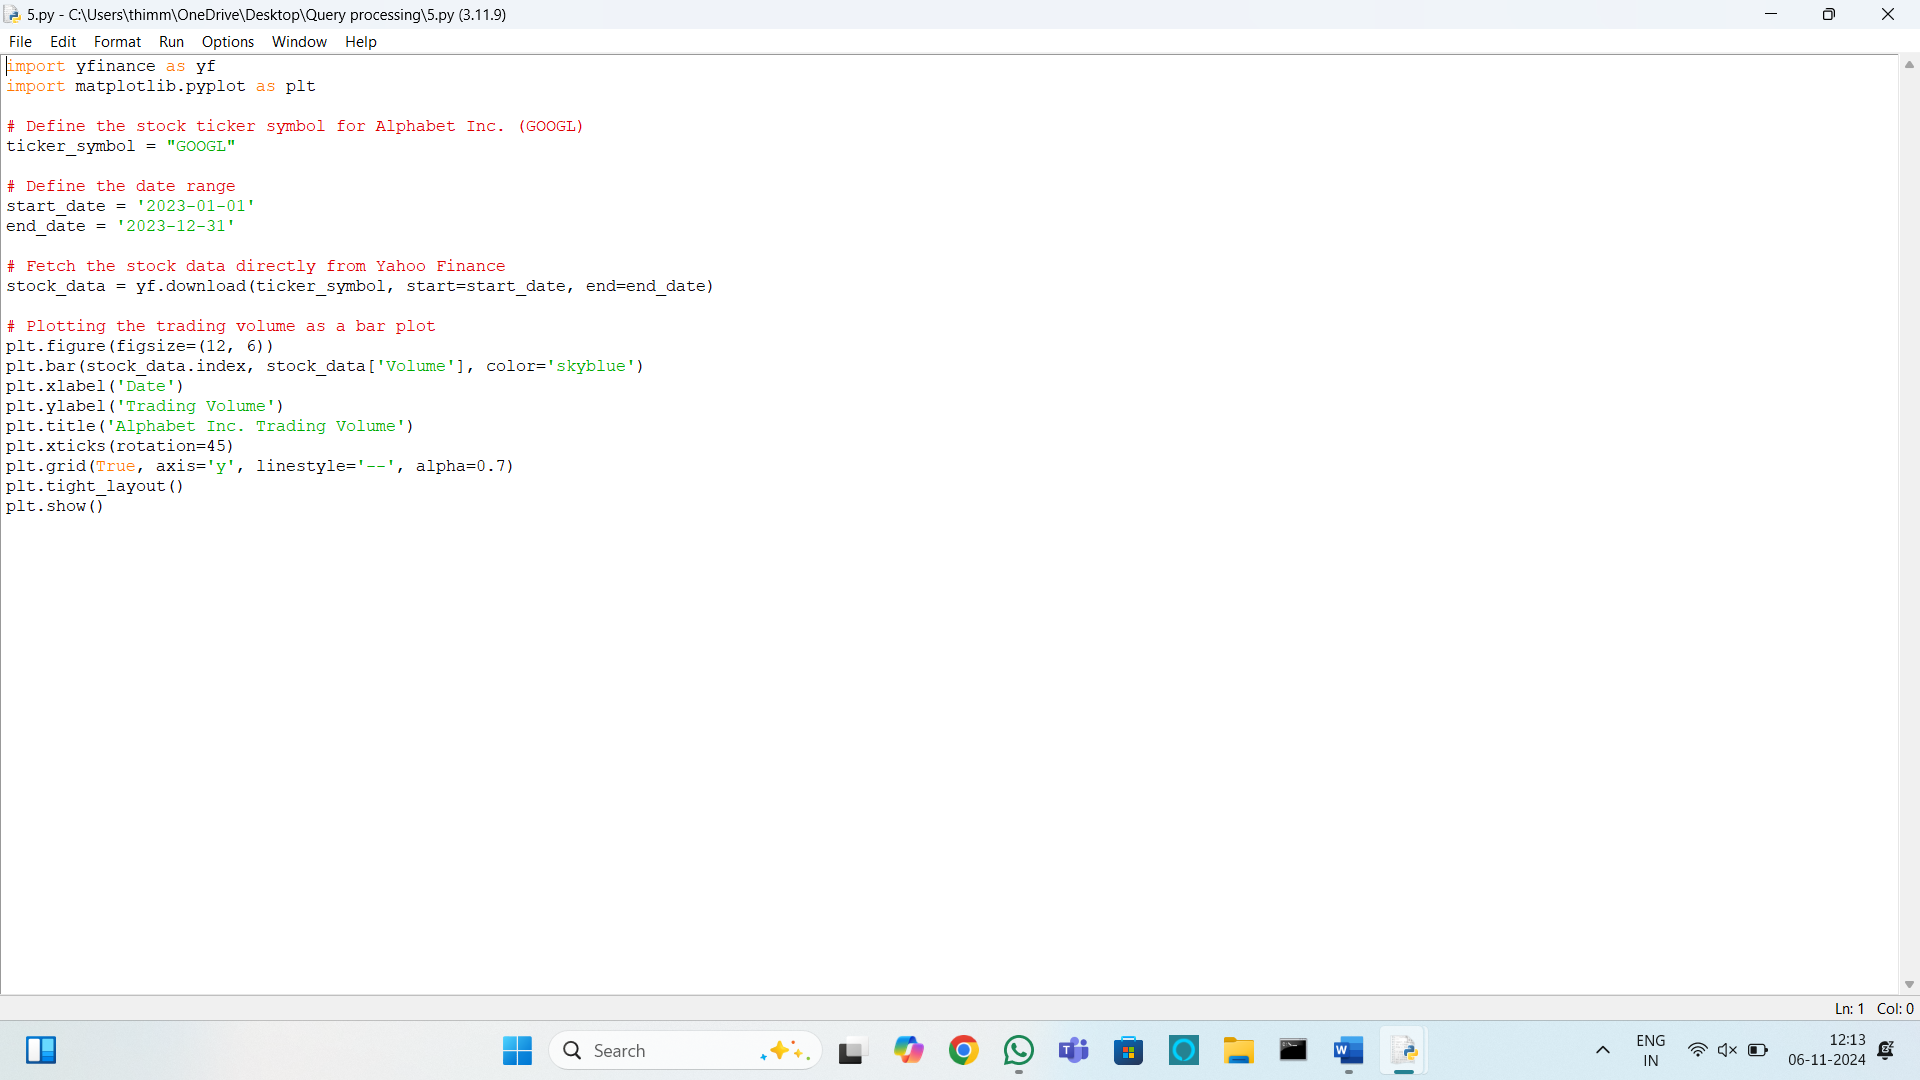 5.py - C:\Users\thimm\OneDrive\Desktop\Query processing\5.py (3.11.9)
File Edit Format Run Options Window Help
import yfinance as yf
import matplotlib.pyplot as plt

# Define the stock ticker symbol for Alphabet Inc. (GOOGL)
ticker_symbol = "GOOGL"

# Define the date range
start_date = '2023-01-01'
end_date = '2023-12-31'

# Fetch the stock data directly from Yahoo Finance
stock_data = yf.download(ticker_symbol, start=start_date, end=end_date)

# Plotting the trading volume as a bar plot
plt.figure(figsize=(12, 6))
plt.bar(stock_data.index, stock_data['Volume'], color='skyblue')
plt.xlabel('Date')
plt.ylabel('Trading Volume')
plt.title('Alphabet Inc. Trading Volume')
plt.xticks(rotation=45)
plt.grid(True, axis='y', linestyle='--', alpha=0.7)
plt.tight_layout()
plt.show()
Ln: 1 Col: 0
Search
ENG
IN
12:13
06-11-2024